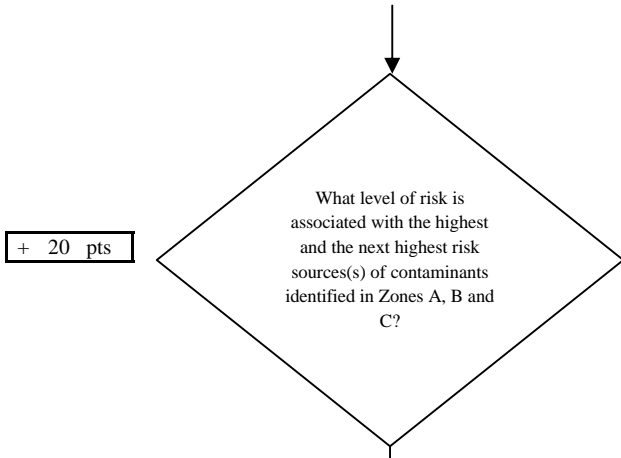 What level of risk is
associated with the highest
and the next highest risk
sources(s) of contaminants
identified in Zones A, B and
C?
+ 20 pts